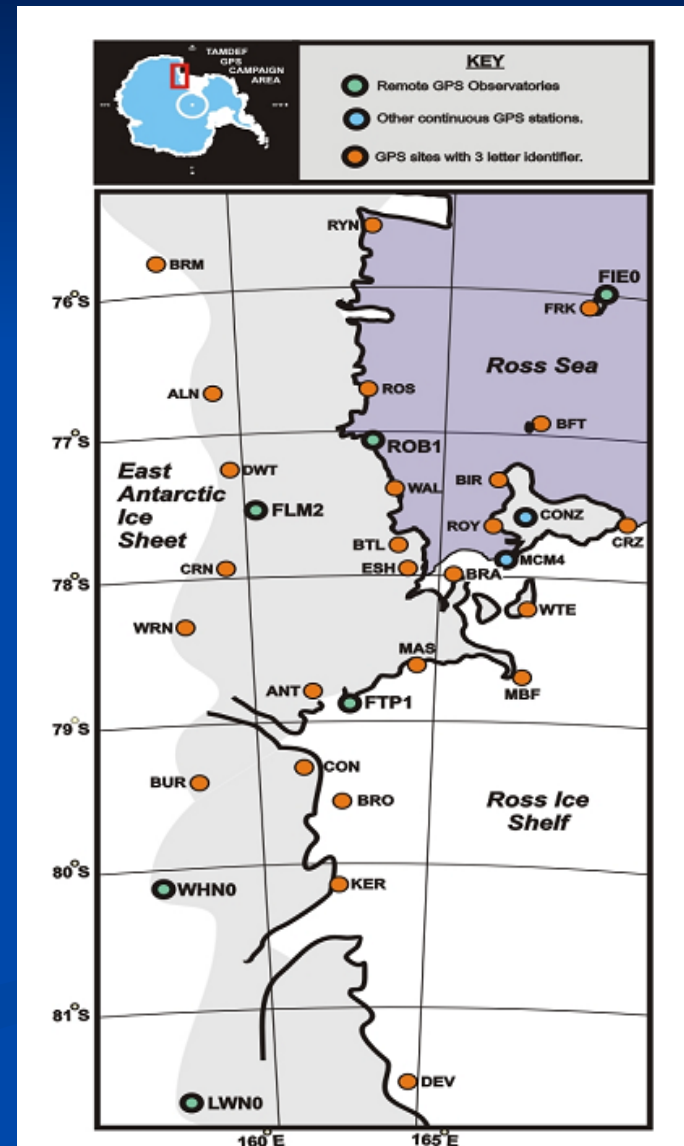 TAMDEF
GPS
CAMPAIGN
AREA
KEY
Remote GPS Observatories
Other continuous GPS stations.
GPS sites with 3 letter identifier.
RYN
BRM
FIE0
76°S
FRK
Ross Sea
ALN
ROS
BFT
77°S
ROB1
East
Antarctic
Ice
Sheet
DWT
WAL
BIR
FLM2
CONZ
ROY
CRZ
BTL
MCM4
CRN
ESH
BRA
78°S
WTE
WRN
MAS
ANT
MBF
FTP1
79°S
CON
BUR
BRO
Ross Ice
Shelf
80°S
WHN0
KER
81°S
DEV
LWN0
160°E
165°E